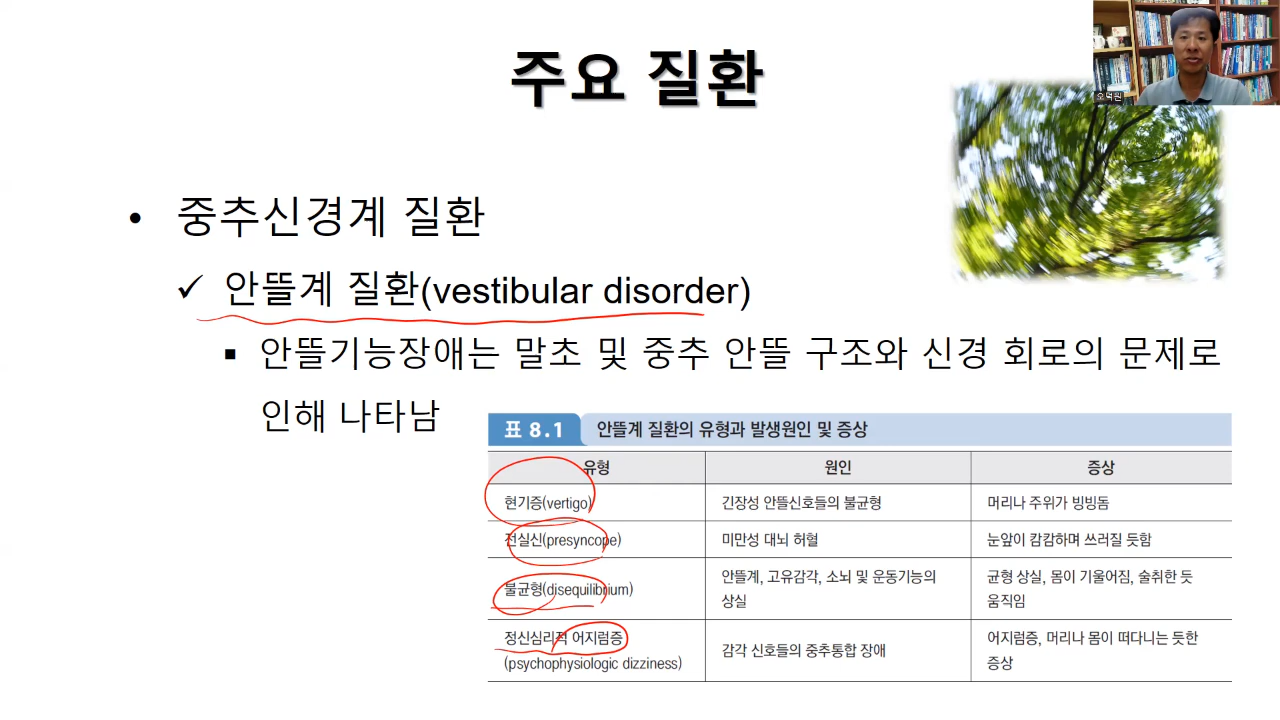 주요 질환
오덕원
• 중추신경계 질환
✓ 안뜰계 질환(vestibular disorder)
▪ 안뜰기능장애는 말초 및 중추 안뜰 구조와 신경 회로의 문제로
인해 나타남
표 8.1 안뜰계 질환의 유형과 발생원인 및 증상
유형 원인 증상
현기증(vertigo) 긴장성 안뜰신호들의 불균형 머리나 주위가 빙빙돔
전실신(presyncope) 미만성 대뇌 허혈 눈앞이 캄캄하며 쓰러질 듯함
불균형(disequilibrium) 안뜰계, 고유감각, 소뇌 및 운동기능의
상실 균형 상실, 몸이 기울어짐, 술취한 듯
움직임
정신심리적 어지럼증
(psychophysiologic dizziness) 감각 신호들의 중추통합 장애 어지럼증, 머리나 몸이 떠다니는 듯한
증상